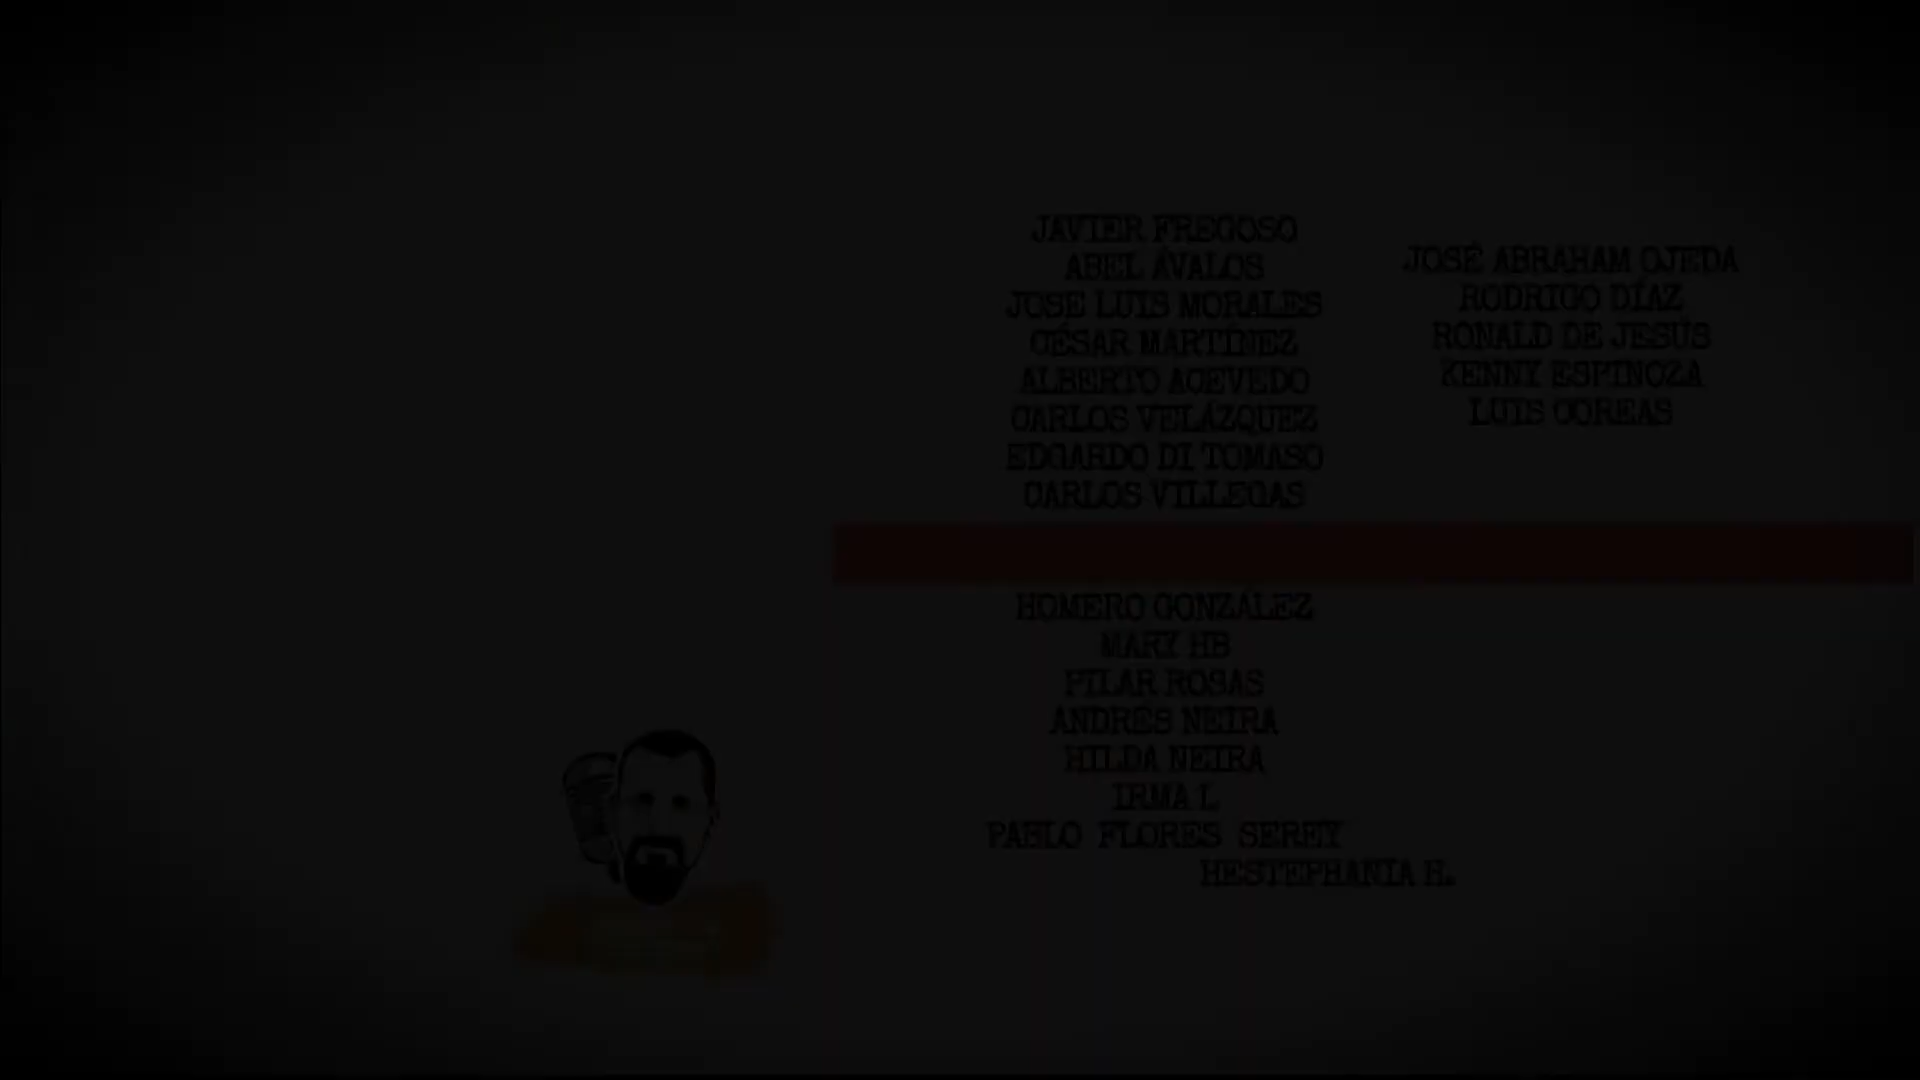 JAVIER FREGOSO
ABEL ÁVALOS
JOSE LUIS MORALES
CÉSAR MARTÍNEZ
ALBERTO ACEVEDO
CARLOS VELÁZQUEZ
EDGARDO DI TOMASO
CARLOS VILLEGAS
JOSÉ ABRAHAM OJEDA
RODRIGO DÍAZ
RONALD DE JESÚS
KENNY ESPINOZA
LUIS COREAS
HOMERO GONZÁLEZ
MARY HB
PILAR ROSAS
ANDRÉS NEIRA
HILDA NEIRA
IRMA L
PABLO FLORES SEREY
HESTEPHANIA H.